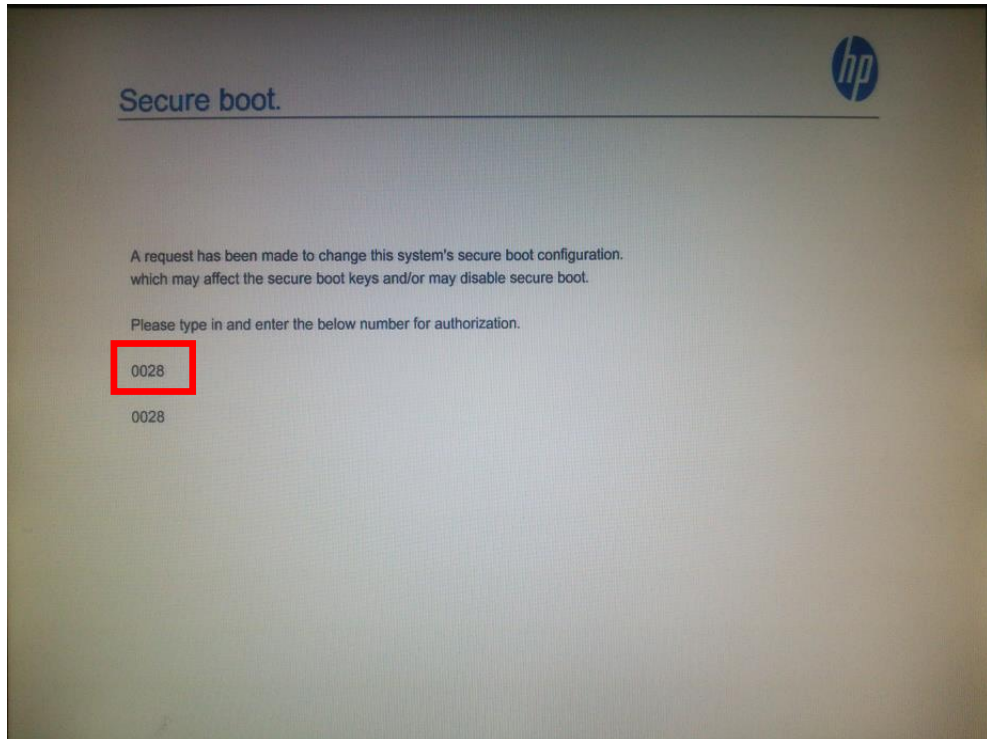 hp
Secure boot.
A request has been made to change this system's secure boot configuration.
which may affect the secure boot keys and/or may disable secure boot.
Please type in and enter the below number for authorization.
0028
0028